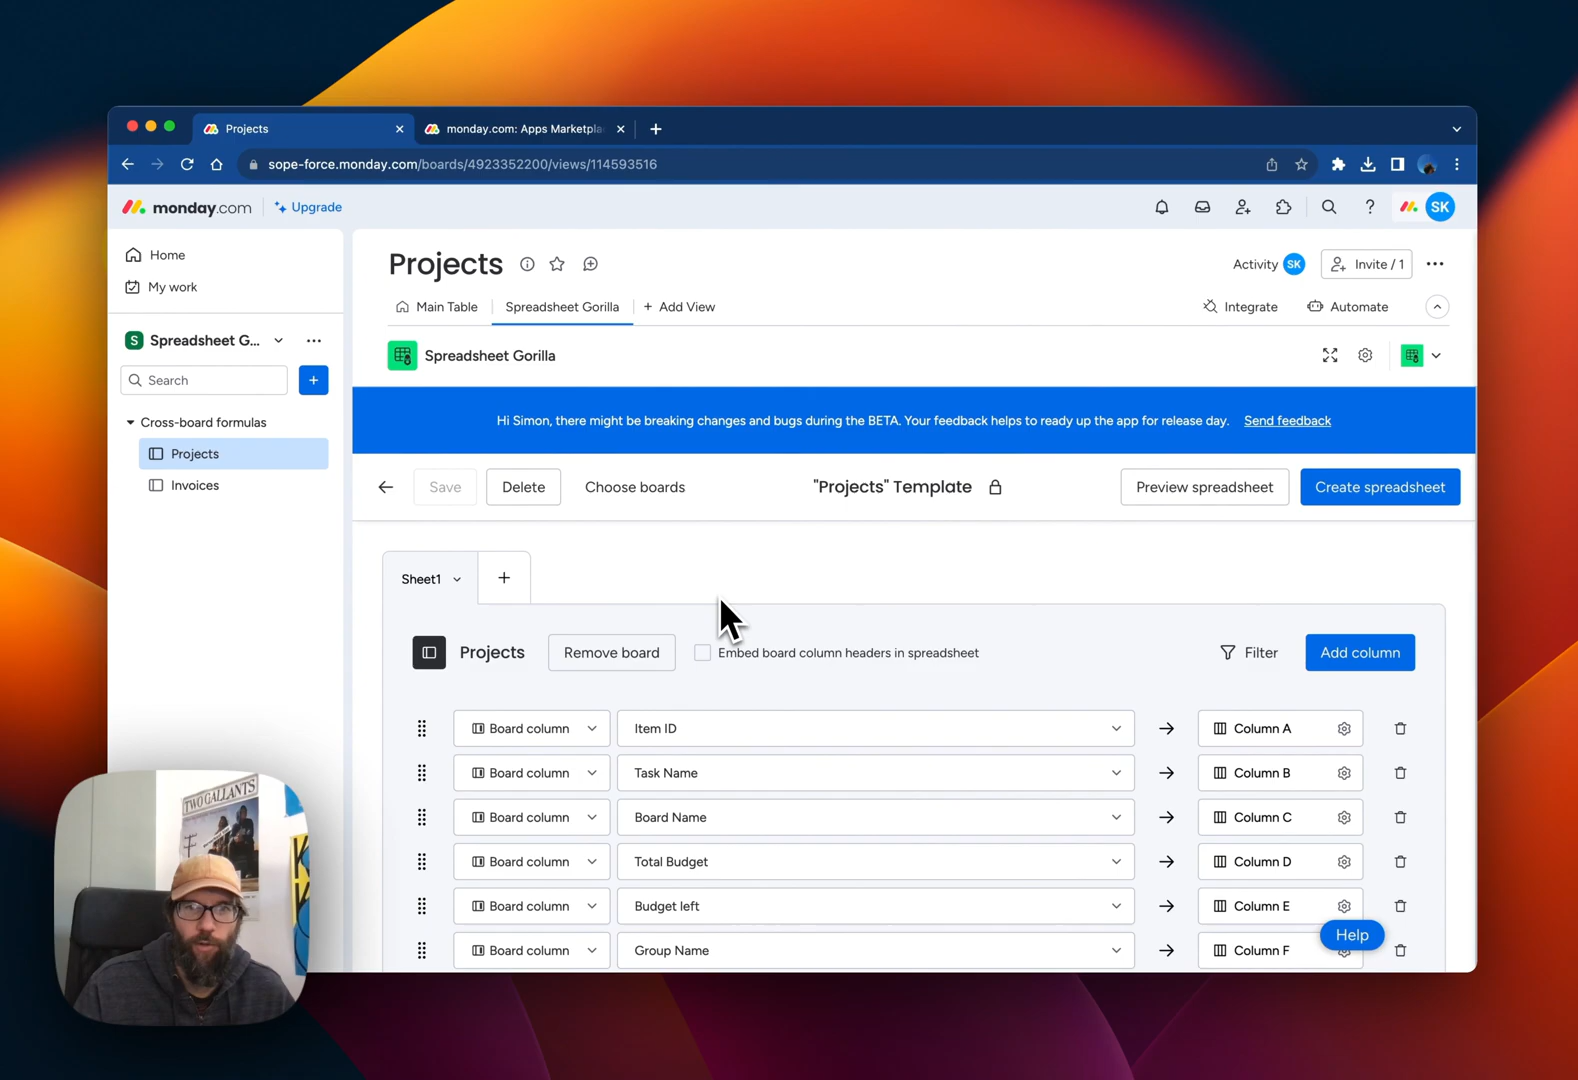 Projects
monday.com: Apps Marketpla
sope-force.monday.com/boards/4923352200/views/114593516
monday.com
Upgrade
SK
Home
My work
S Spreadsheet G...
Search
+
Cross-board formulas
Projects
Invoices
Projects
Activity SK
Invite / 1
Main Table
Spreadsheet Gorilla
+ Add View
Integrate
Automate
Spreadsheet Gorilla
Hi Simon, there might be breaking changes and bugs during the BETA. Your feedback helps to ready up the app for release day. Send feedback
Save
Delete
Choose boards
"Projects" Template
Preview spreadsheet
Create spreadsheet
Sheet1
+
Projects
Remove board
Embed board column headers in spreadsheet
Filter
Add column
Board column Item ID Column A
Board column Task Name Column B
Board column Board Name Column C
Board column Total Budget Column D
Board column Budget left Column E
Board column Group Name Column F
Help
TWO GALLANTS